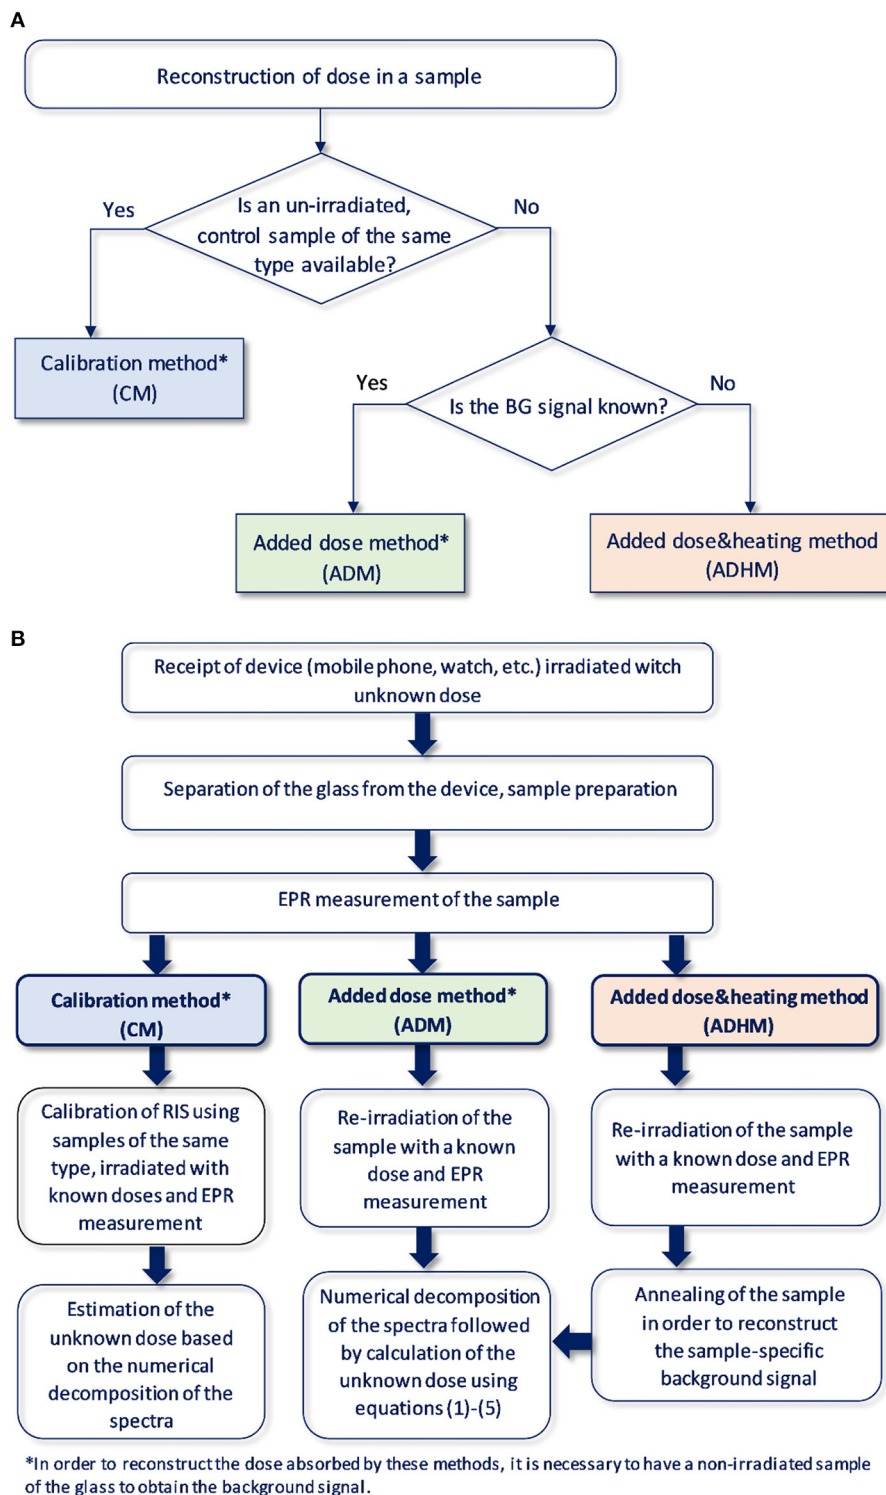 A
Reconstruction of dose in a sample
Yes
Is an un-irradiated,
control sample of the same
type available?
No
Calibration method*
(CM)
Yes
Is the BG signal known?
No
Added dose method*
(ADM)
Added dose&heating method
(ADHM)
B
Receipt of device (mobile phone, watch, etc.) irradiated witch
unknown dose
Separation of the glass from the device, sample preparation
EPR measurement of the sample
Calibration method*
(CM)
Added dose method*
(ADM)
Added dose&heating method
(ADHM)
Calibration of RIS using
samples of the same
type, irradiated with
known doses and EPR
measurement
Re-irradiation of the
sample with a known
dose and EPR
measurement
Re-irradiation of the sample
with a known dose and EPR
measurement
Estimation of the
unknown dose based
on the numerical
decomposition of the
spectra
Numerical decomposition
of the spectra followed
by calculation of the
unknown dose using
equations (1)-(5)
Annealing of the sample
in order to reconstruct
the sample-specific
background signal
*In order to reconstruct the dose absorbed by these methods, it is necessary to have a non-irradiated sample
of the glass to obtain the background signal.